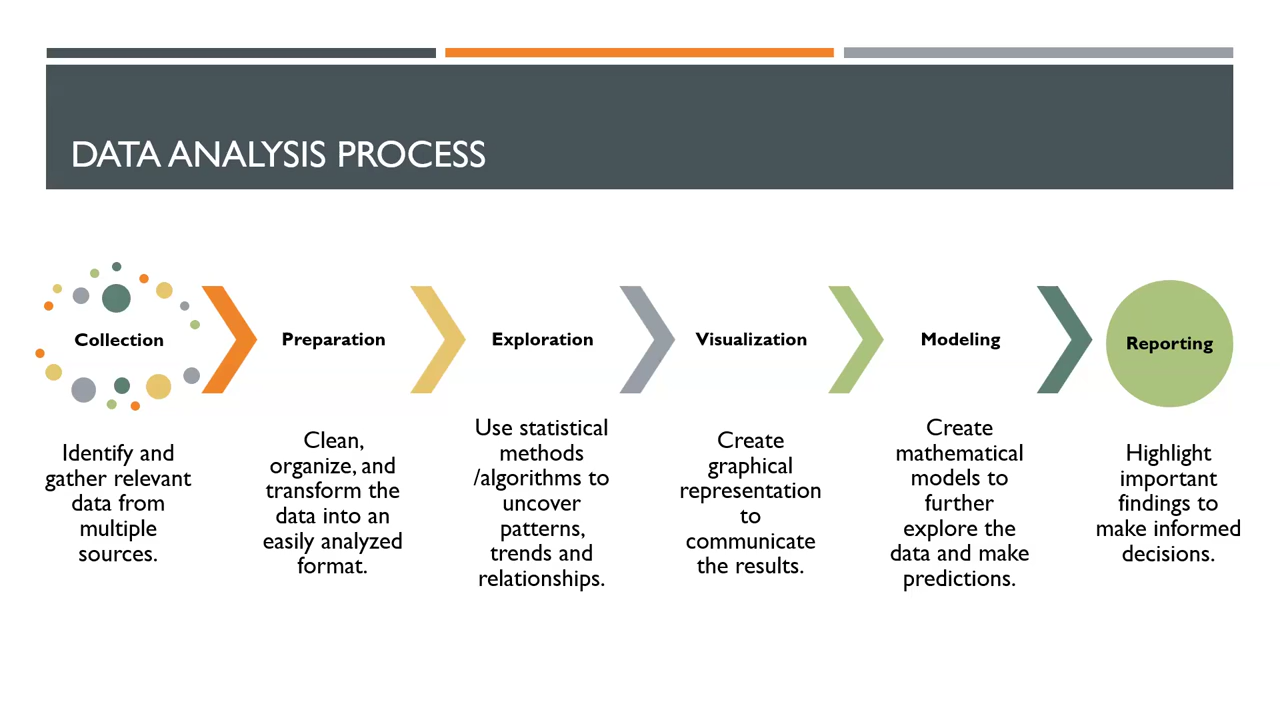 DATA ANALYSIS PROCESS
Collection
Identify and
gather relevant
data from
multiple
sources.
Preparation
Clean,
organize, and
transform the
data into an
easily analyzed
format.
Exploration
Use statistical
methods
/algorithms to
uncover
patterns,
trends and
relationships.
Visualization
Create
graphical
representation
to
communicate
the results.
Modeling
Create
mathematical
models to
further
explore the
data and make
predictions.
Reporting
Highlight
important
findings to
make informed
decisions.